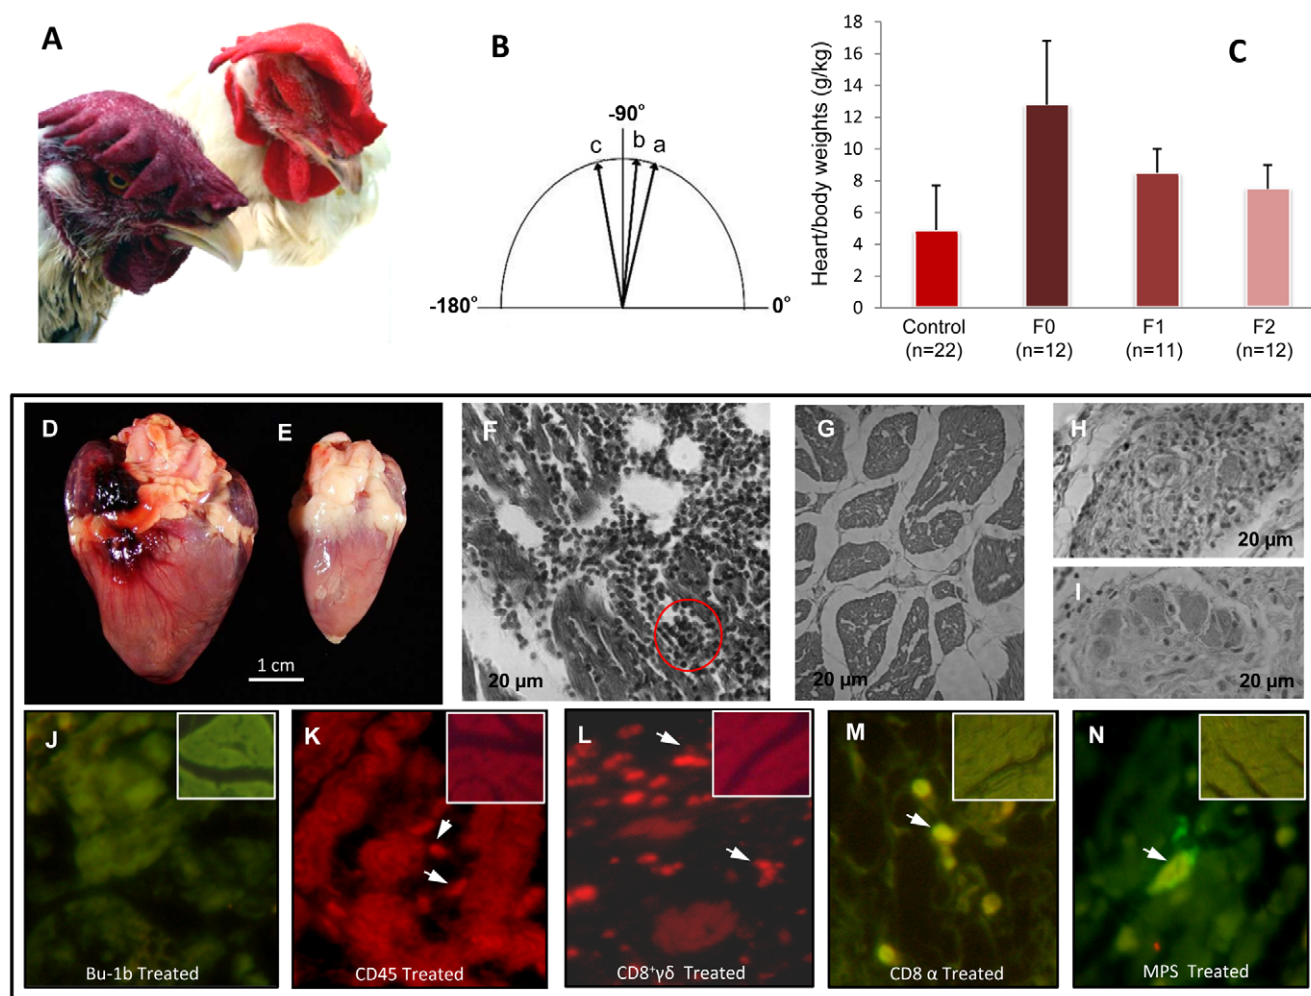 A
B
-90°
c
b
a
-180°
0°
C
Heart/body weights (g/kg)
18
16
14
12
10
8
6
4
2
0
Control
(n=22)
F0
(n=12)
F1
(n=11)
F2
(n=12)
D
E
1 cm
F
20 µm
G
20 µm
H
20 µm
I
20 µm
J
Bu-1b Treated
K
CD45 Treated
L
CD8⁺γδ Treated
M
CD8 α Treated
N
MPS Treated